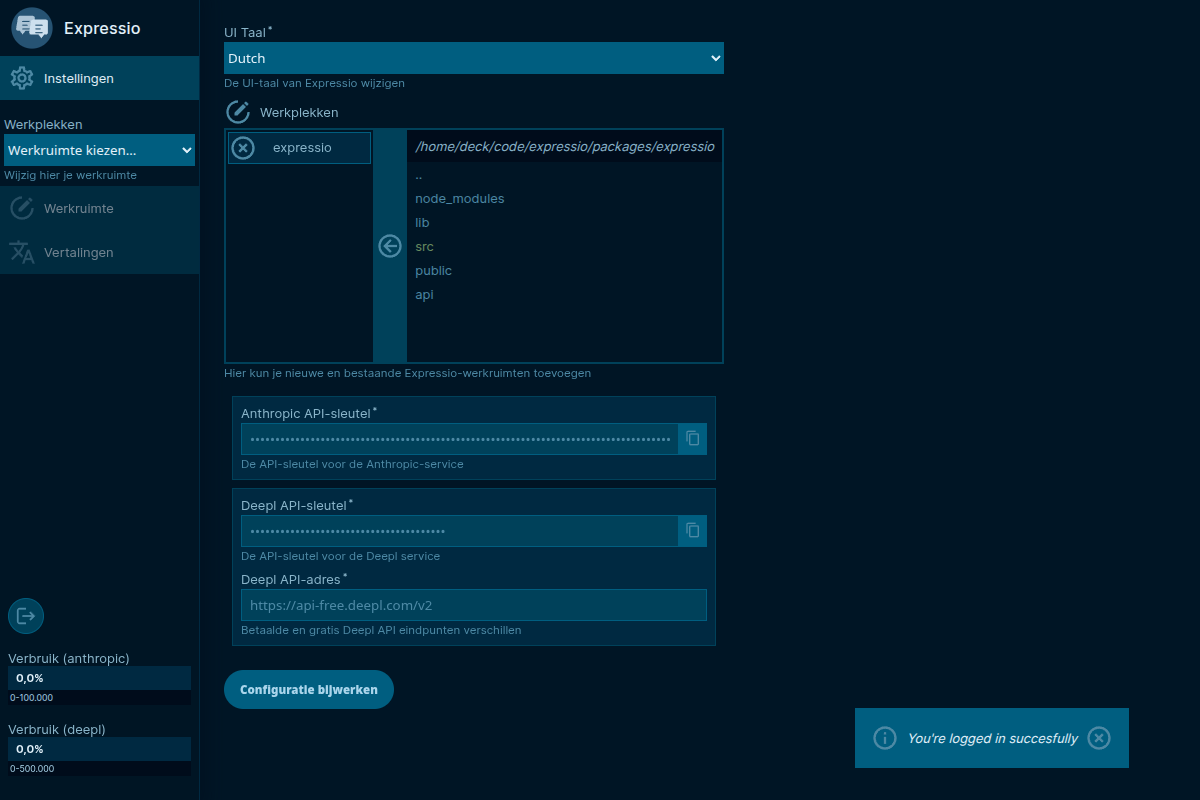 Expressio
Instellingen
Werkplekken
Werkruimte kiezen...
Wijzig hier je werkruimte
Werkruimte
Vertalingen
Verbruik (anthropic)
0,0%
0-100.000
Verbruik (deepl)
0,0%
0-500.000
UI Taal*
Dutch
De UI-taal van Expressio wijzigen
Werkplekken
expressio
/home/deck/code/expressio/packages/expressio
..
node_modules
lib
src
public
api
Hier kun je nieuwe en bestaande Expressio-werkruimten toevoegen
Anthropic API-sleutel*
De API-sleutel voor de Anthropic-service
Deepl API-sleutel*
De API-sleutel voor de Deepl service
Deepl API-adres*
https://api-free.deepl.com/v2
Betaalde en gratis Deepl API eindpunten verschillen
Configuratie bijwerken
You're logged in succesfully